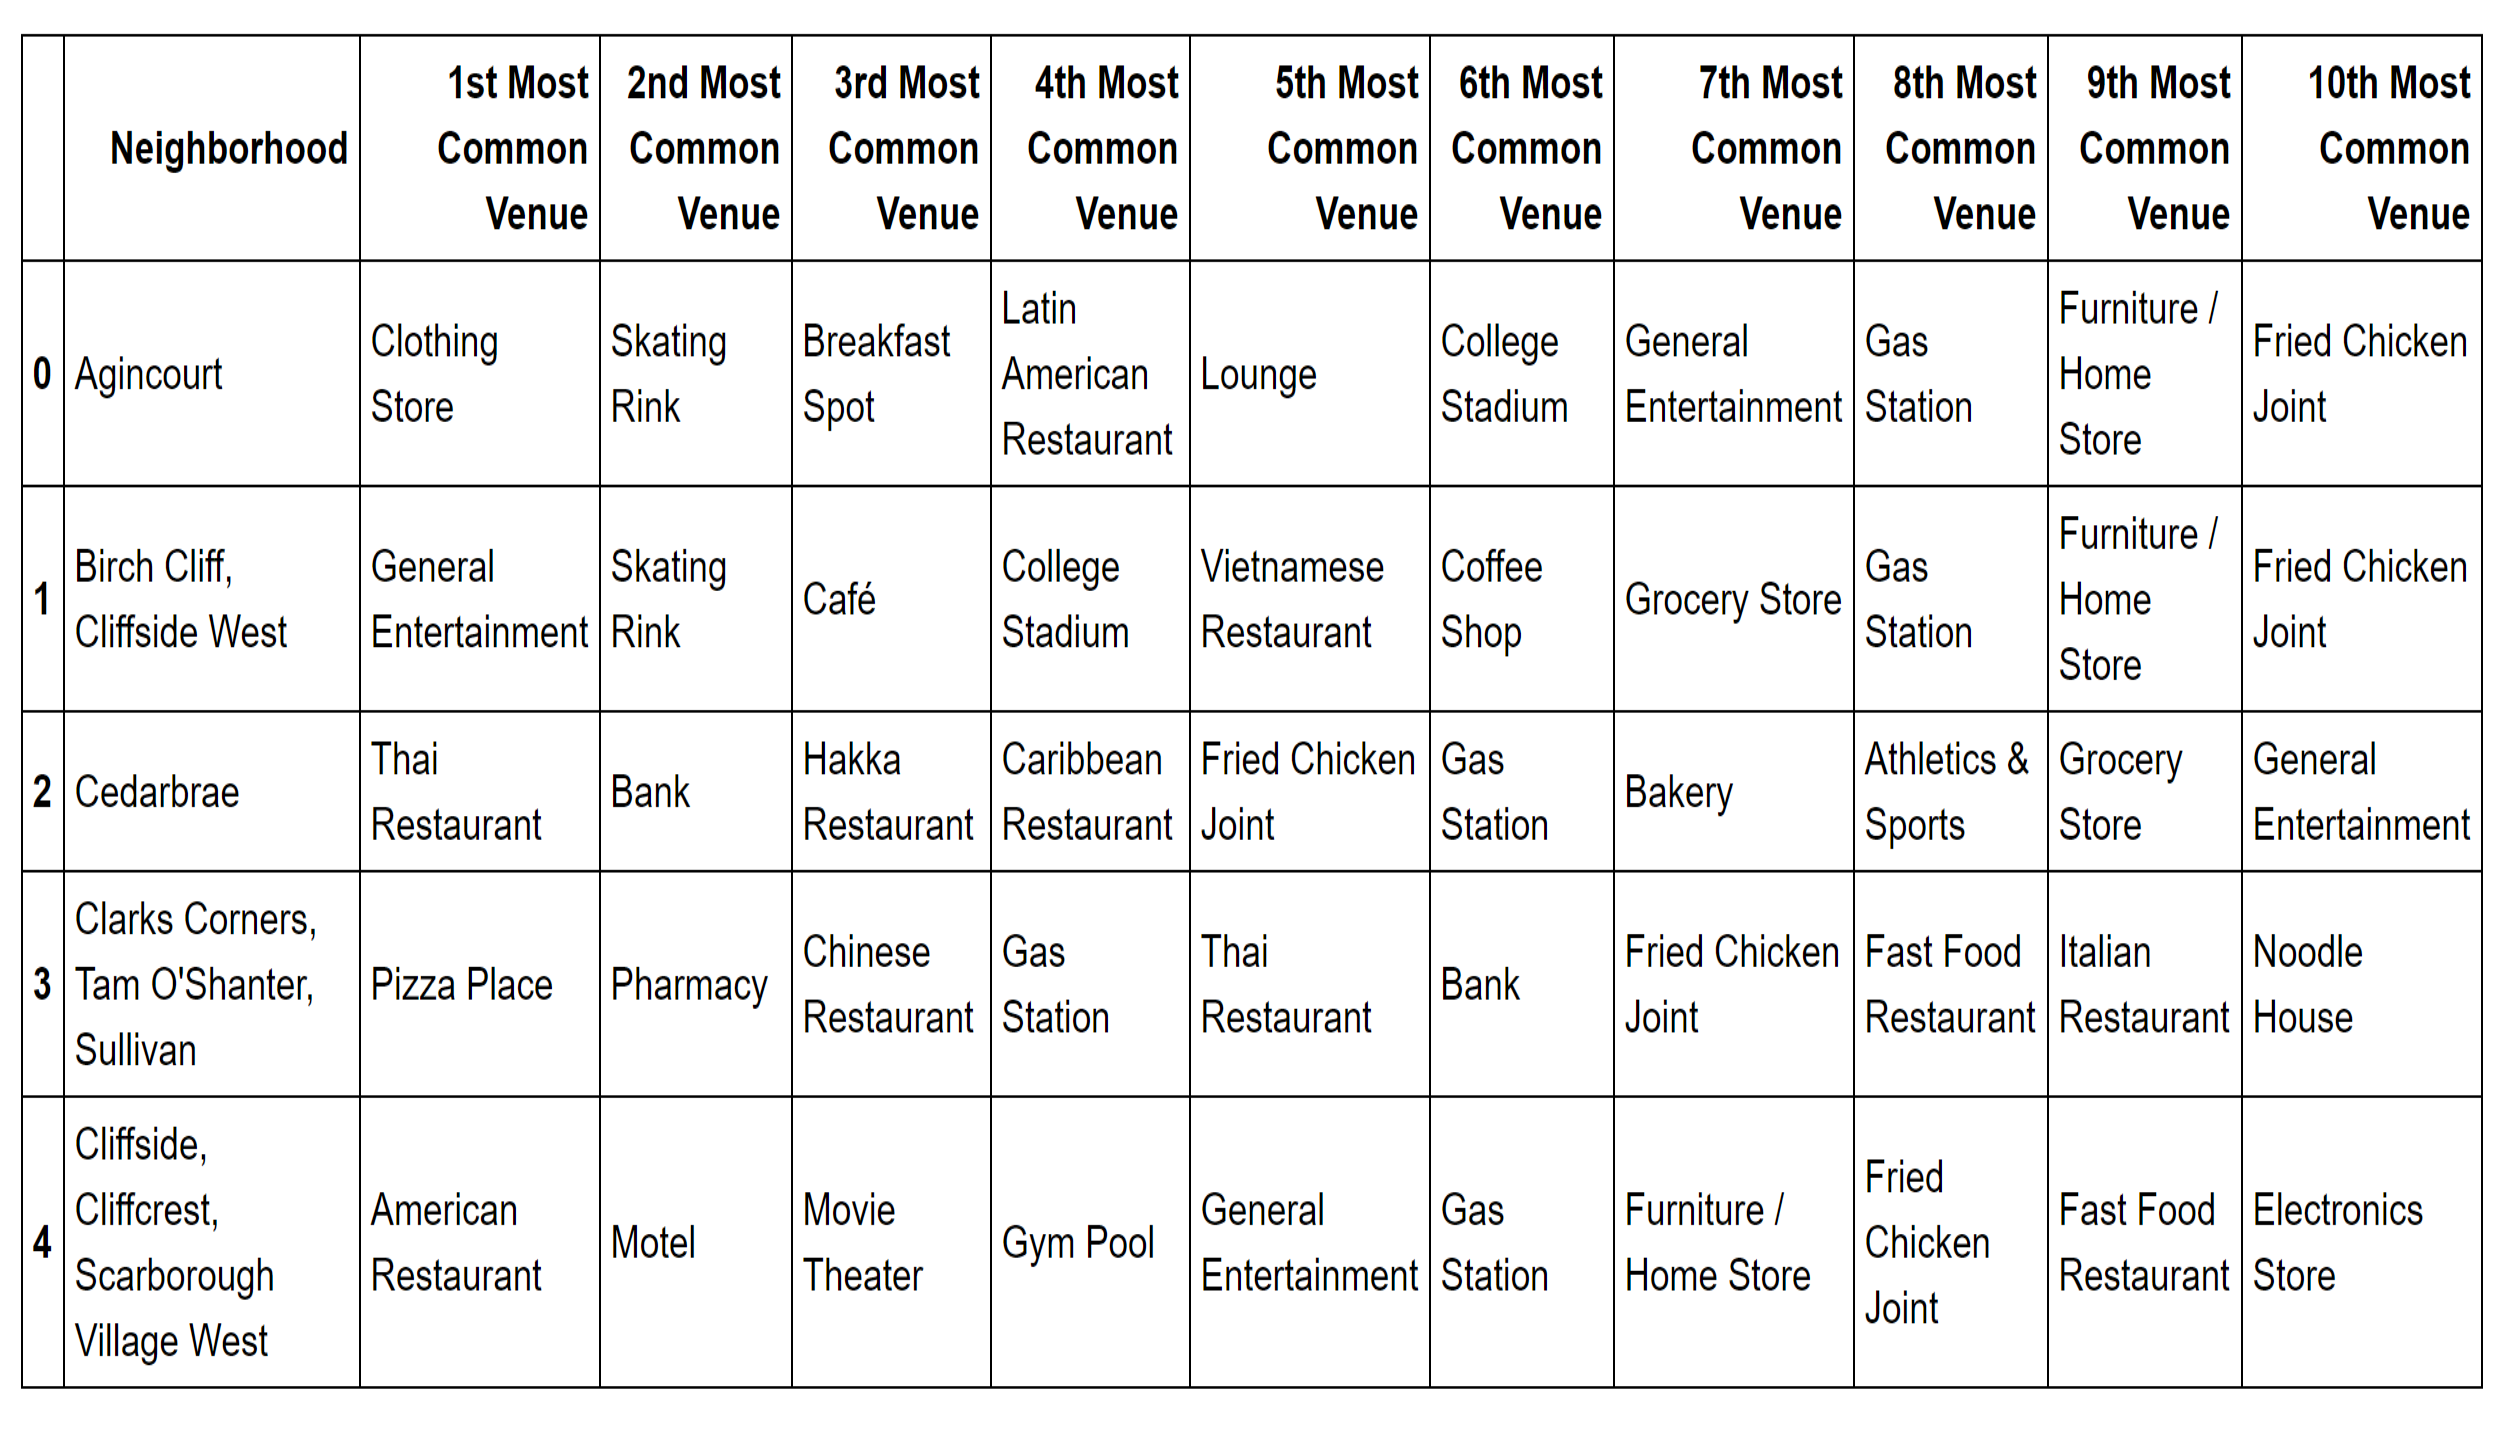 Neighborhood 1st Most Common Venue 2nd Most Common Venue 3rd Most Common Venue 4th Most Common Venue 5th Most Common Venue 6th Most Common Venue 7th Most Common Venue 8th Most Common Venue 9th Most Common Venue 10th Most Common Venue
0 Agincourt Clothing Store Skating Rink Breakfast Spot Latin American Restaurant Lounge College Stadium General Entertainment Gas Station Furniture / Home Store Fried Chicken Joint
1 Birch Cliff, Cliffside West General Entertainment Skating Rink Café College Stadium Vietnamese Restaurant Coffee Shop Grocery Store Gas Station Furniture / Home Store Fried Chicken Joint
2 Cedarbrae Thai Restaurant Bank Hakka Restaurant Caribbean Restaurant Fried Chicken Joint Gas Station Bakery Athletics & Sports Grocery Store General Entertainment
3 Clarks Corners, Tam O'Shanter, Sullivan Pizza Place Pharmacy Chinese Restaurant Gas Station Thai Restaurant Bank Fried Chicken Joint Fast Food Restaurant Italian Restaurant Noodle House
4 Cliffside, Cliffcrest, Scarborough Village West American Restaurant Motel Movie Theater Gym Pool General Entertainment Gas Station Furniture / Home Store Fried Chicken Joint Fast Food Restaurant Electronics Store